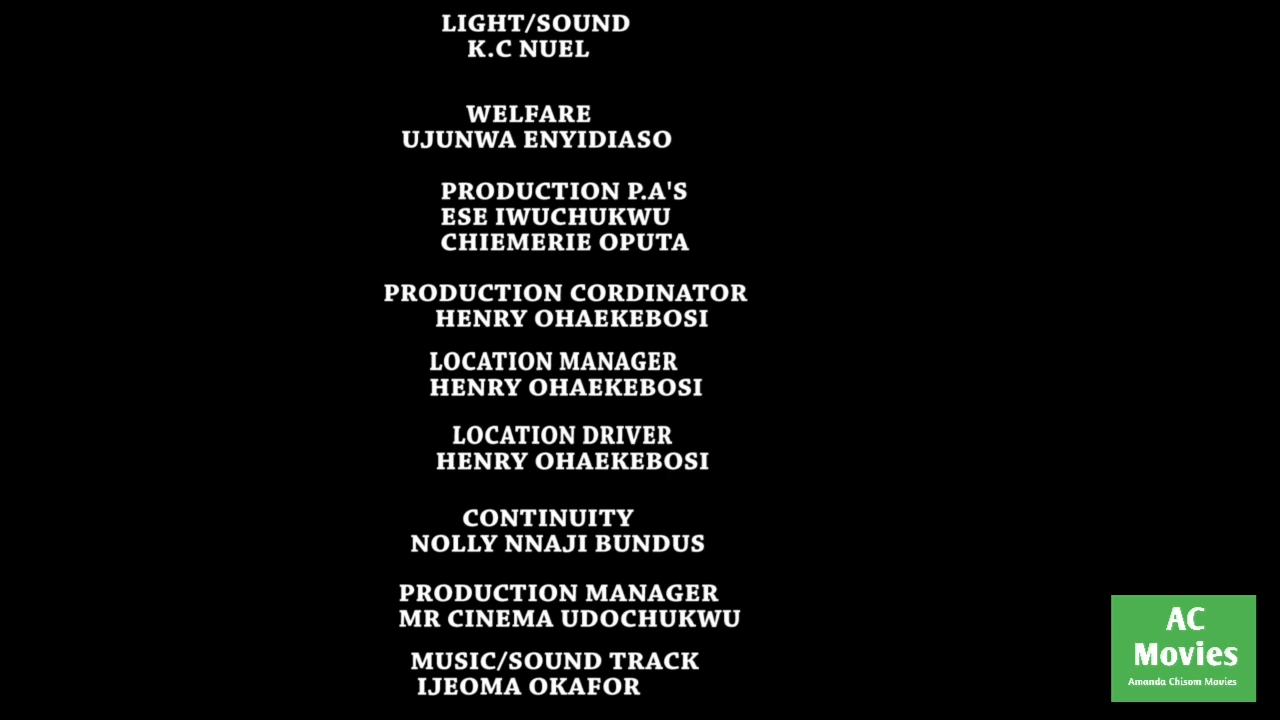 LIGHT/SOUND
K.C NUEL
WELFARE
UJUNWA ENYIDIASO
PRODUCTION P.A'S
ESE IWUCHUKWU
CHIEMERIE OPUTA
PRODUCTION CORDINATOR
HENRY OHAEKEBOSI
LOCATION MANAGER
HENRY OHAEKEBOSI
LOCATION DRIVER
HENRY OHAEKEBOSI
CONTINUITY
NOLLY NNAJI BUNDUS
PRODUCTION MANAGER
MR CINEMA UDOCHUKWU
MUSIC/SOUND TRACK
IJEOMA OKAFOR
AC
Movies
Amanda Chisom Movies